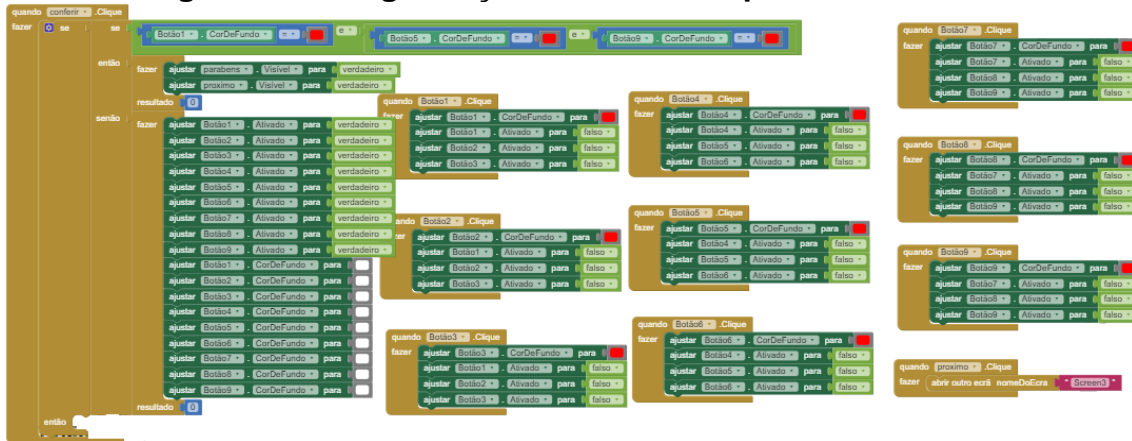 quando conferir .Clique
fazer se se Botão1 . CorDeFundo = e Botão5 . CorDeFundo = e Botão9 . CorDeFundo =
então fazer ajustar parabens . Visível para verdadeiro
ajustar proximo . Visível para verdadeiro
resultado 0
senão fazer ajustar Botão1 . Ativado para verdadeiro
ajustar Botão2 . Ativado para verdadeiro
ajustar Botão3 . Ativado para verdadeiro
ajustar Botão4 . Ativado para verdadeiro
ajustar Botão5 . Ativado para verdadeiro
ajustar Botão6 . Ativado para verdadeiro
ajustar Botão7 . Ativado para verdadeiro
ajustar Botão8 . Ativado para verdadeiro
ajustar Botão9 . Ativado para verdadeiro
ajustar Botão1 . CorDeFundo para
ajustar Botão2 . CorDeFundo para
ajustar Botão3 . CorDeFundo para
ajustar Botão4 . CorDeFundo para
ajustar Botão5 . CorDeFundo para
ajustar Botão6 . CorDeFundo para
ajustar Botão7 . CorDeFundo para
ajustar Botão8 . CorDeFundo para
ajustar Botão9 . CorDeFundo para
resultado 0
então
quando Botão1 .Clique
fazer ajustar Botão1 . CorDeFundo para
ajustar Botão1 . Ativado para falso
ajustar Botão2 . Ativado para falso
ajustar Botão3 . Ativado para falso
Botão2 .Clique
ajustar Botão2 . CorDeFundo para
ajustar Botão1 . Ativado para falso
ajustar Botão2 . Ativado para falso
ajustar Botão3 . Ativado para falso
quando Botão3 .Clique
fazer ajustar Botão3 . CorDeFundo para
ajustar Botão1 . Ativado para falso
ajustar Botão2 . Ativado para falso
ajustar Botão3 . Ativado para falso
quando Botão4 .Clique
fazer ajustar Botão4 . CorDeFundo para
ajustar Botão4 . Ativado para falso
ajustar Botão5 . Ativado para falso
ajustar Botão6 . Ativado para falso
quando Botão5 .Clique
fazer ajustar Botão5 . CorDeFundo para
ajustar Botão4 . Ativado para falso
ajustar Botão5 . Ativado para falso
ajustar Botão6 . Ativado para falso
quando Botão6 .Clique
fazer ajustar Botão6 . CorDeFundo para
ajustar Botão4 . Ativado para falso
ajustar Botão5 . Ativado para falso
ajustar Botão6 . Ativado para falso
quando Botão7 .Clique
fazer ajustar Botão7 . CorDeFundo para
ajustar Botão7 . Ativado para falso
ajustar Botão8 . Ativado para falso
ajustar Botão9 . Ativado para falso
quando Botão8 .Clique
fazer ajustar Botão8 . CorDeFundo para
ajustar Botão7 . Ativado para falso
ajustar Botão8 . Ativado para falso
ajustar Botão9 . Ativado para falso
quando Botão9 .Clique
fazer ajustar Botão9 . CorDeFundo para
ajustar Botão7 . Ativado para falso
ajustar Botão8 . Ativado para falso
ajustar Botão9 . Ativado para falso
quando proximo .Clique
fazer abrir outro ecrã nomeDoEcra " Screen3 "